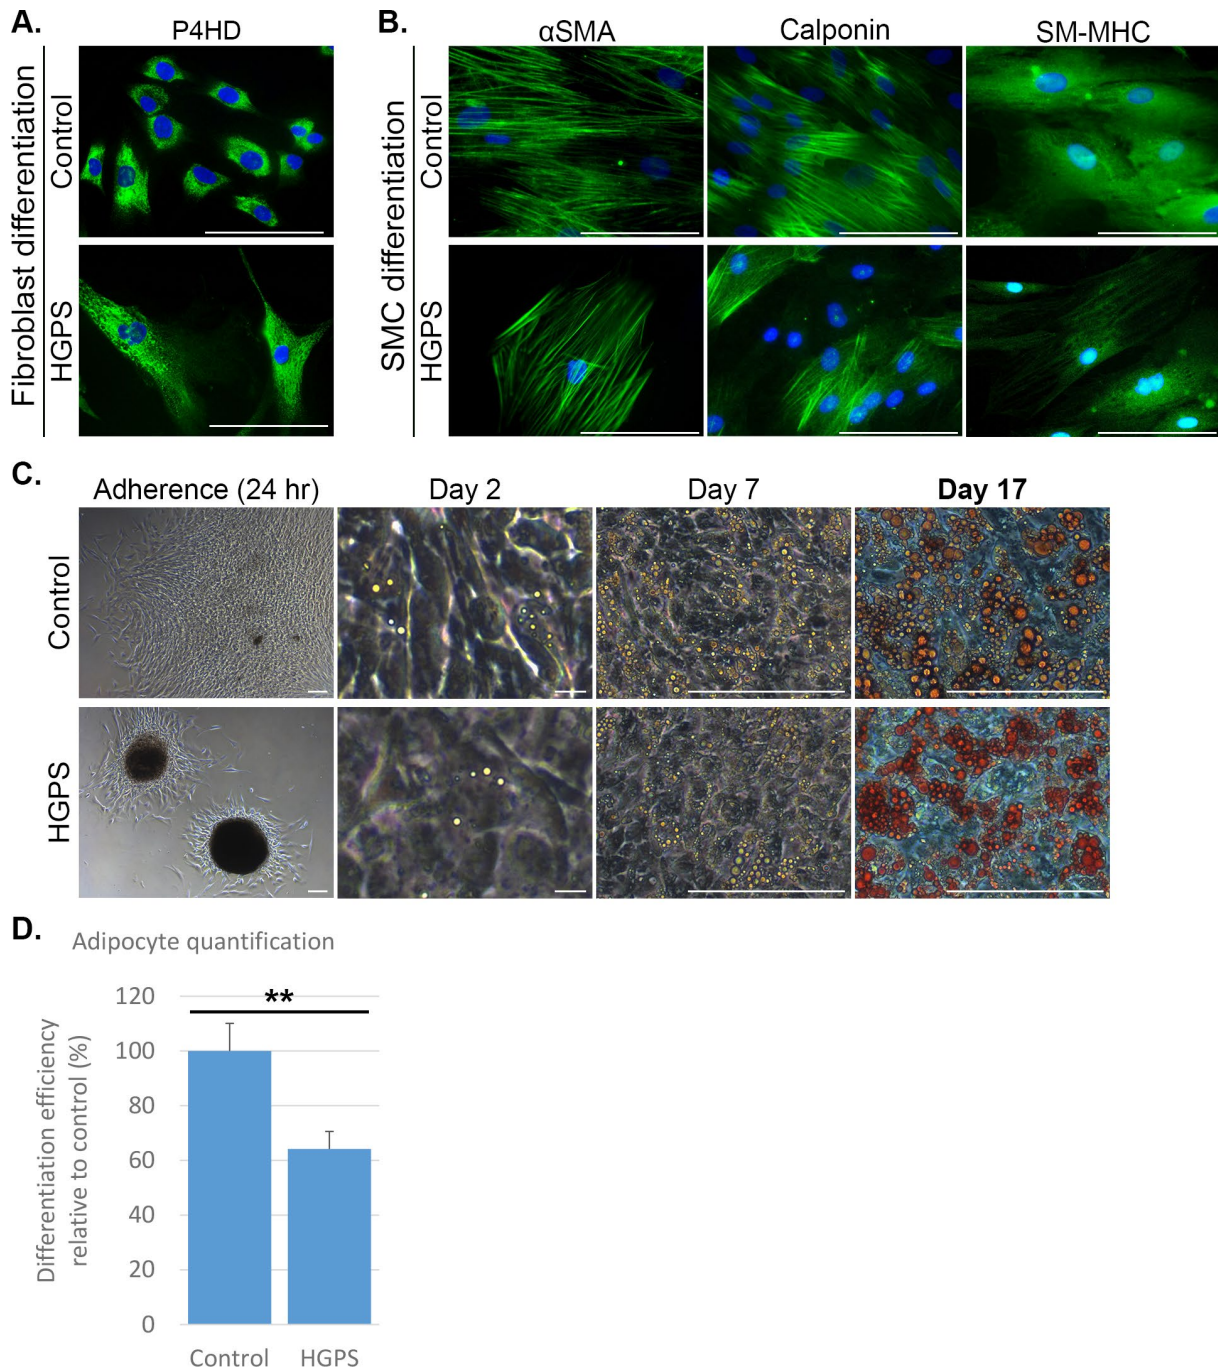 A.
P4HD
Fibroblast differentiation
Control
HGPS
B.
αSMA
Calponin
SM-MHC
SMC differentiation
Control
HGPS
C.
Adherence (24 hr)
Day 2
Day 7
Day 17
Control
HGPS
D.
Adipocyte quantification
Differentiation efficiency
relative to control (%)
120
100
80
60
40
20
0
**
Control
HGPS